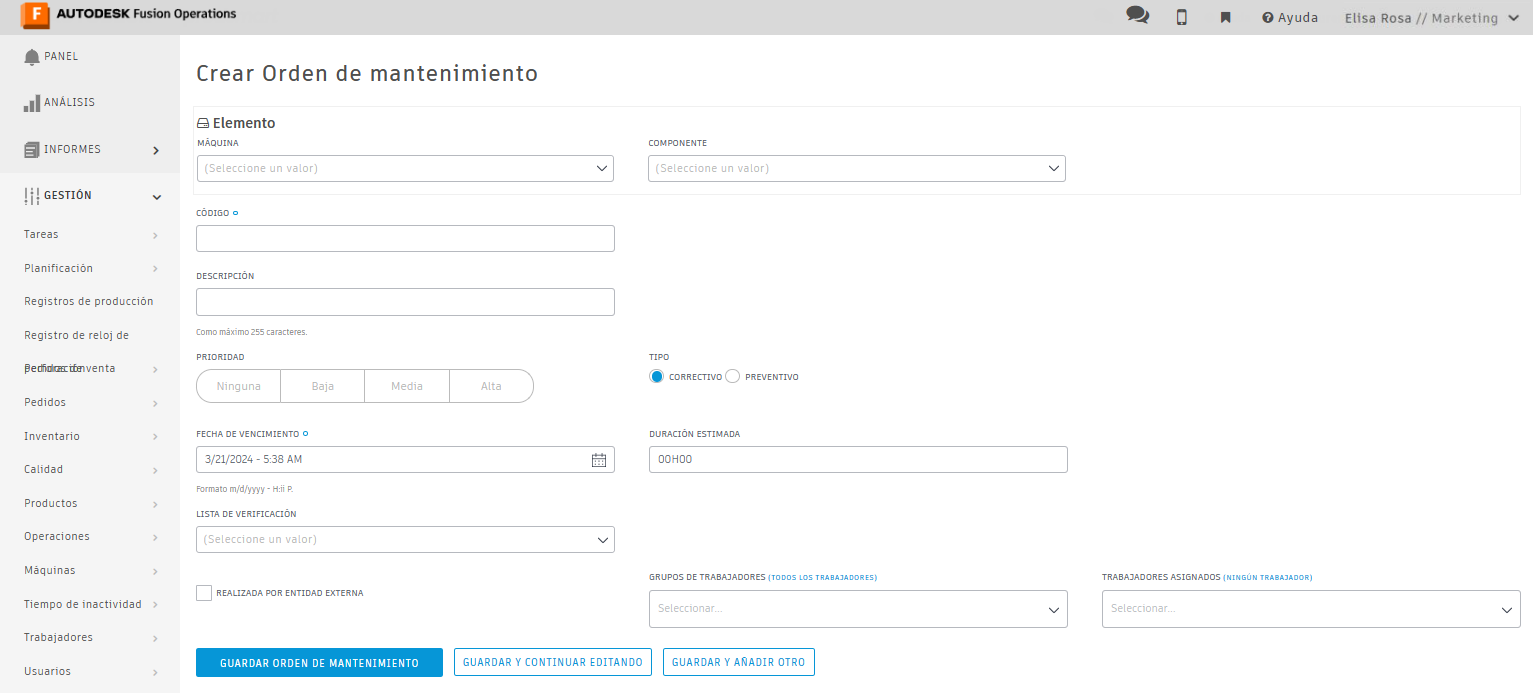 F AUTODESK Fusion Operations
Ayuda
Elisa Rosa // Marketing
PANEL
ANÁLISIS
INFORMES
GESTIÓN
Tareas
Planificación
Registros de producción
Registro de reloj de
Pedidos de venta
Pedidos
Inventario
Calidad
Productos
Operaciones
Máquinas
Tiempo de inactividad
Trabajadores
Usuarios
Crear Orden de mantenimiento
Elemento
MÁQUINA
(Seleccione un valor)
COMPONENTE
(Seleccione un valor)
CÓDIGO
DESCRIPCIÓN
Como máximo 255 caracteres.
PRIORIDAD
Ninguna Baja Media Alta
TIPO
CORRECTIVO PREVENTIVO
FECHA DE VENCIMIENTO
3/21/2024 - 5:38 AM
Formato m/d/yyyy - H:ii P.
DURACIÓN ESTIMADA
00H00
LISTA DE VERIFICACIÓN
(Seleccione un valor)
REALIZADA POR ENTIDAD EXTERNA
GRUPOS DE TRABAJADORES (TODOS LOS TRABAJADORES)
Seleccionar...
TRABAJADORES ASIGNADOS (NINGÚN TRABAJADOR)
Seleccionar...
GUARDAR ORDEN DE MANTENIMIENTO
GUARDAR Y CONTINUAR EDITANDO
GUARDAR Y AÑADIR OTRO